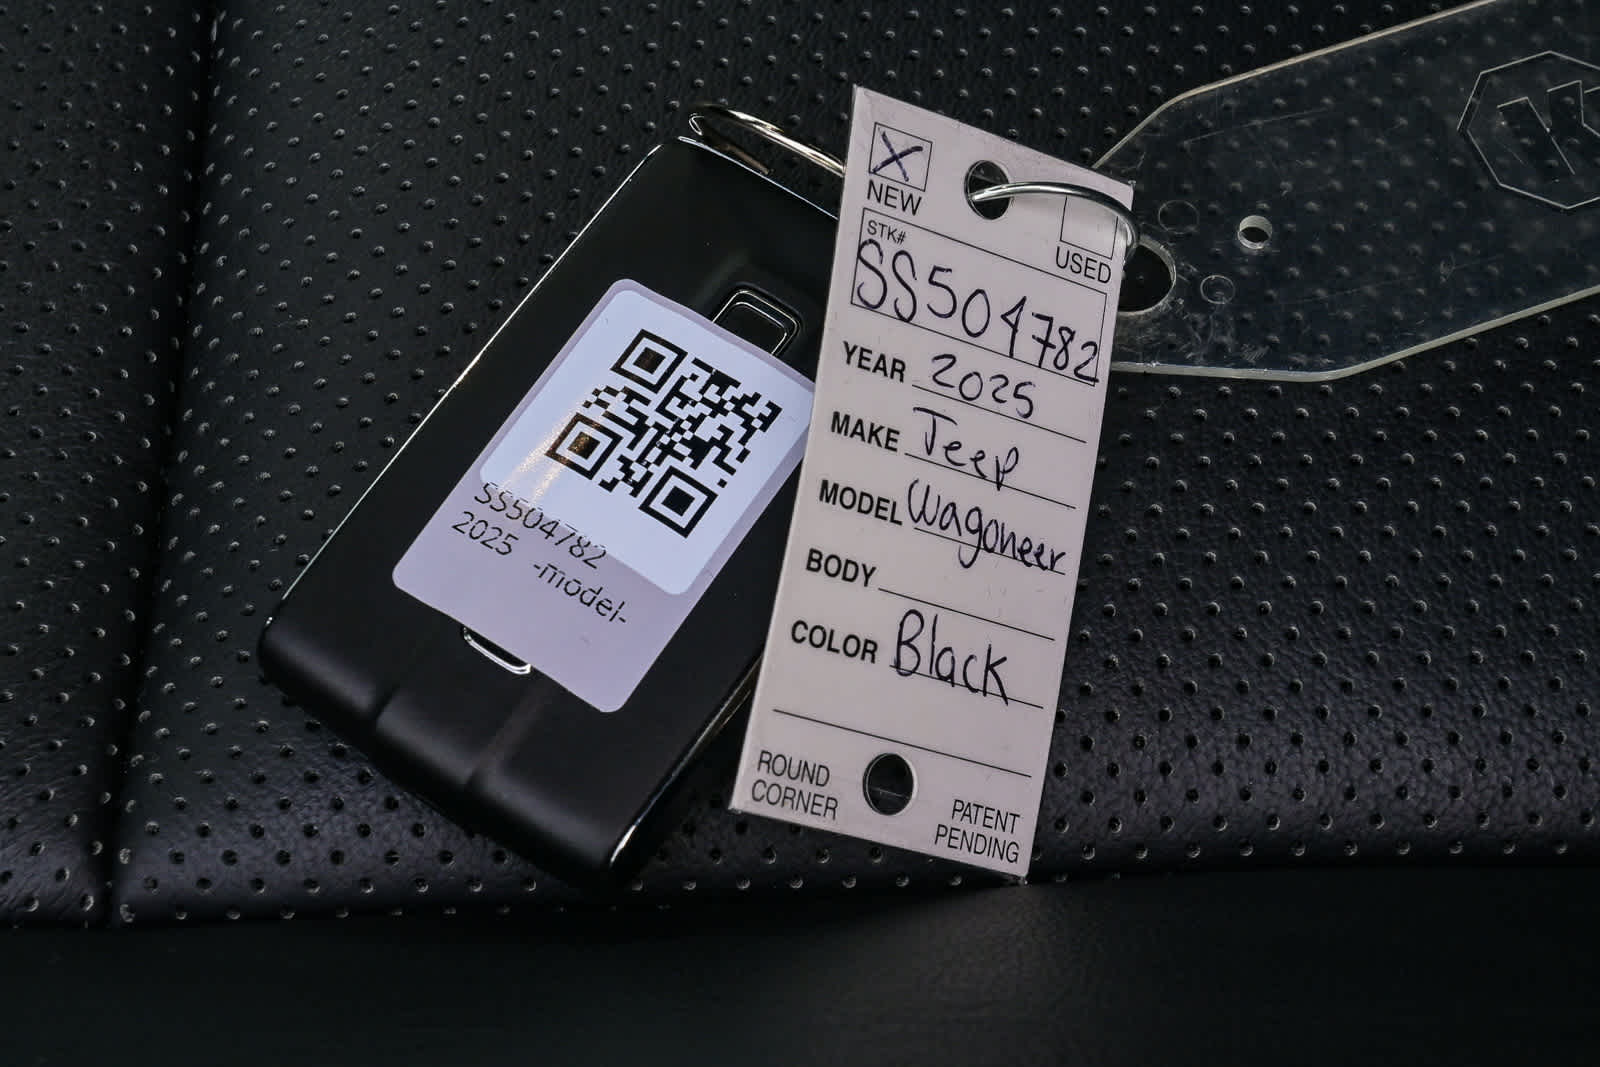 SS504782
2025
-model-
X
NEW
USED
STK#
SS504782
YEAR 2025
MAKE Jeep
MODEL Wagoneer
BODY
COLOR Black
ROUND
CORNER
PATENT
PENDING